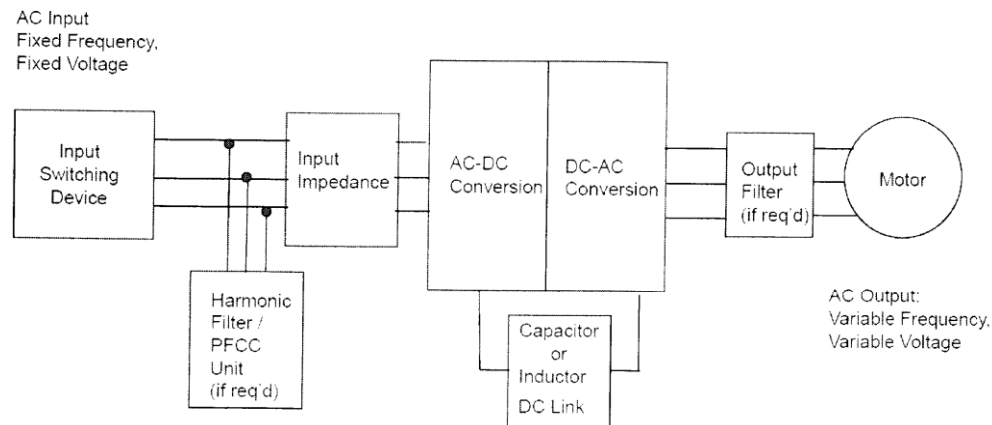 AC Input
Fixed Frequency,
Fixed Voltage
Input
Switching
Device
Input
Impedance
AC-DC
Conversion
DC-AC
Conversion
Output
Filter
(if req'd)
Motor
Harmonic
Filter /
PFCC
Unit
(if req'd)
Capacitor
or
Inductor
DC Link
AC Output:
Variable Frequency,
Variable Voltage